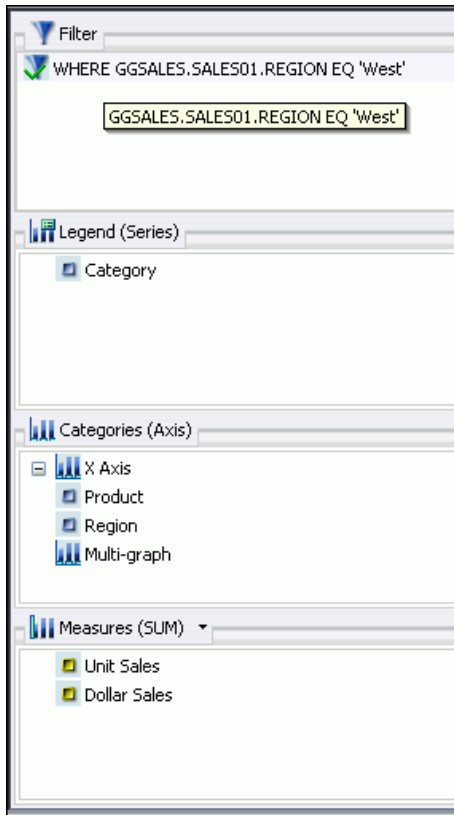 Filter
WHERE GGSALES.SALES01.REGION EQ 'West'
GGSALES.SALES01.REGION EQ 'West'
Legend (Series)
Category
Categories (Axis)
X Axis
Product
Region
Multi-graph
Measures (SUM)
Unit Sales
Dollar Sales